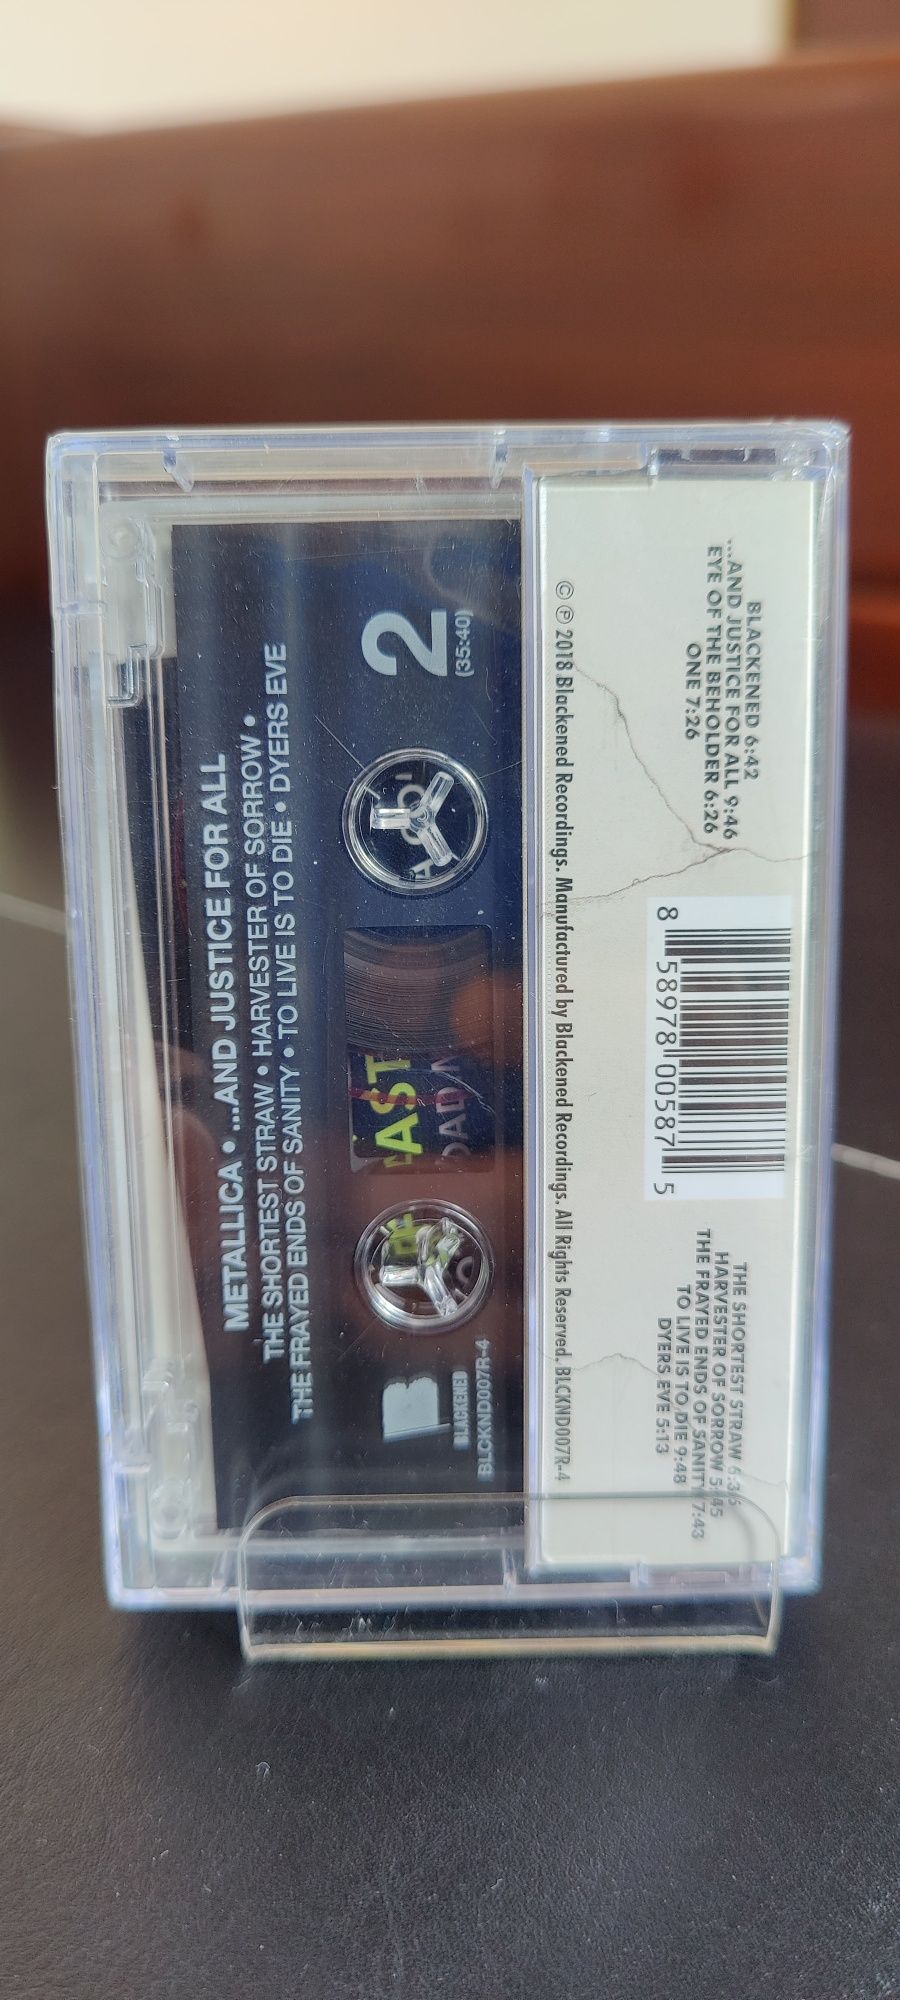 METALLICA • ...AND JUSTICE FOR ALL
THE SHORTEST STRAW • HARVESTER OF SORROW •
THE FRAYED ENDS OF SANITY • TO LIVE IS TO DIE • DYERS EVE
2
(35:40)
AST
BLACKENED
BLCKND007R-4
© ℗ 2018 Blackened Recordings. Manufactured by Blackened Recordings. All Rights Reserved. BLCKND007R-4
BLACKENED 6:42
...AND JUSTICE FOR ALL 9:46
EYE OF THE BEHOLDER 6:26
ONE 7:26
8 58978 00587 5
THE SHORTEST STRAW 6:36
HARVESTER OF SORROW 5:45
THE FRAYED ENDS OF SANITY 7:43
TO LIVE IS TO DIE 9:48
DYERS EVE 5:13